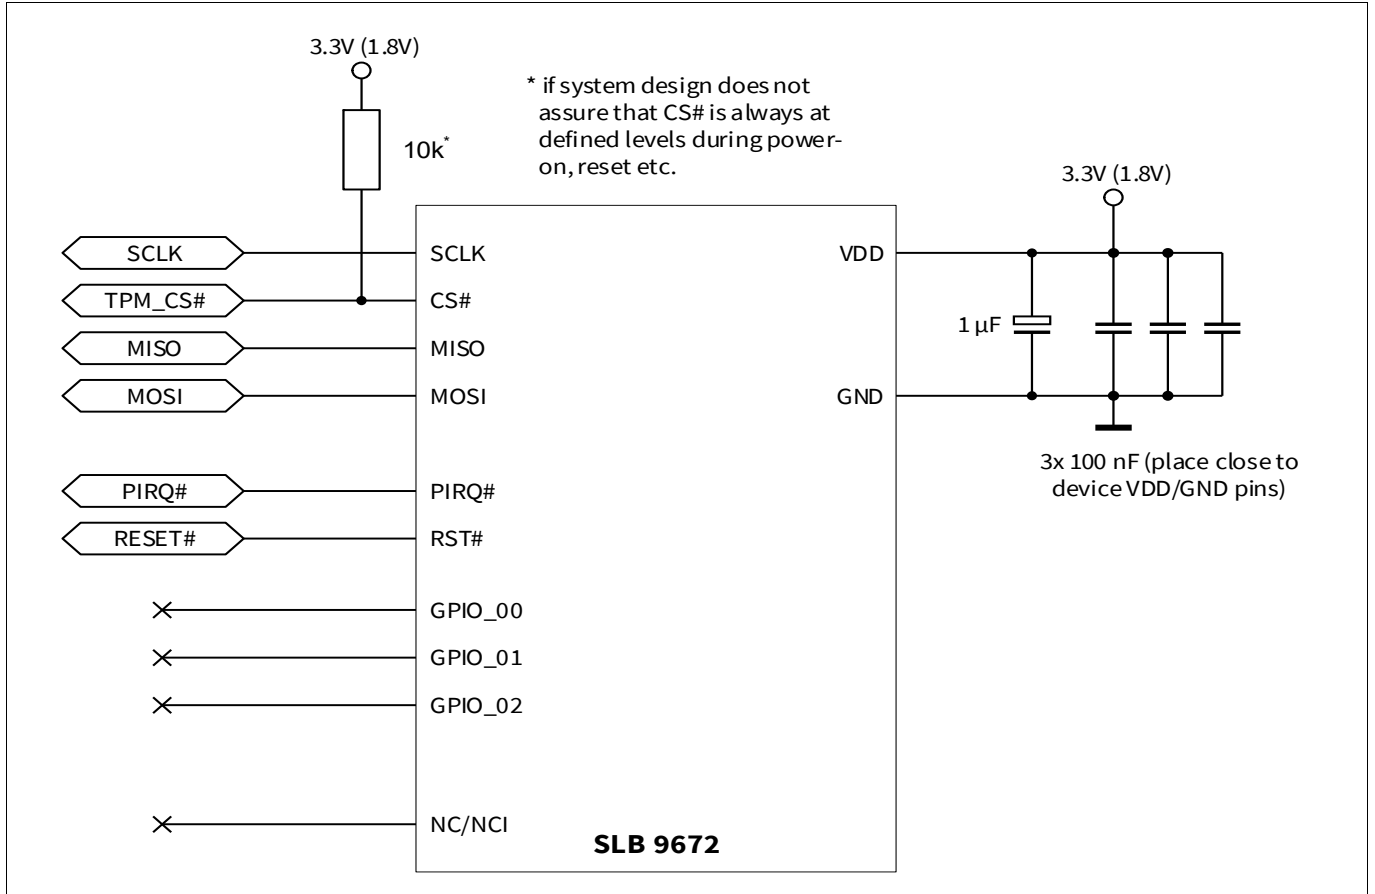 3.3V (1.8V)
10k*
* if system design does not
assure that CS# is always at
defined levels during power-
on, reset etc.
3.3V (1.8V)
SCLK
TPM_CS#
MISO
MOSI
PIRQ#
RESET#
SCLK
CS#
MISO
MOSI
PIRQ#
RST#
GPIO_00
GPIO_01
GPIO_02
NC/NCI
VDD
GND
SLB 9672
1 µF
3x 100 nF (place close to
device VDD/GND pins)